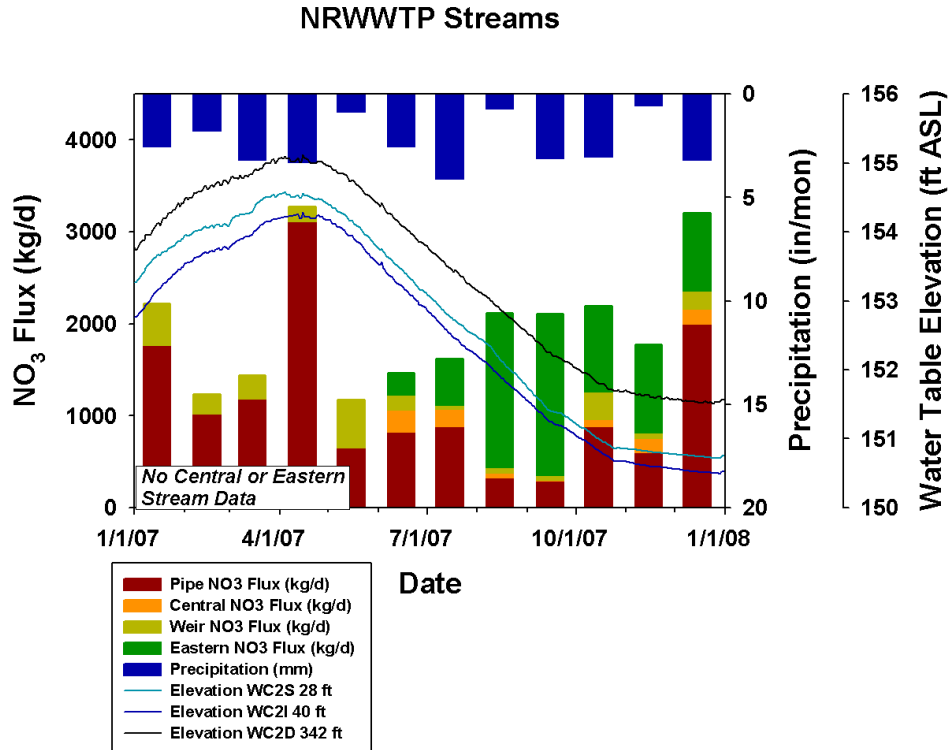 NRWWTP Streams
4000
3000
2000
1000
0
NO3 Flux (kg/d)
0
5
10
15
20
Precipitation (in/mon)
156
155
154
153
152
151
150
Water Table Elevation (ft ASL)
No Central or Eastern
Stream Data
1/1/07
4/1/07
7/1/07
10/1/07
1/1/08
Date
Pipe NO3 Flux (kg/d)
Central NO3 Flux (kg/d)
Weir NO3 Flux (kg/d)
Eastern NO3 Flux (kg/d)
Precipitation (mm)
Elevation WC2S 28 ft
Elevation WC2I 40 ft
Elevation WC2D 342 ft